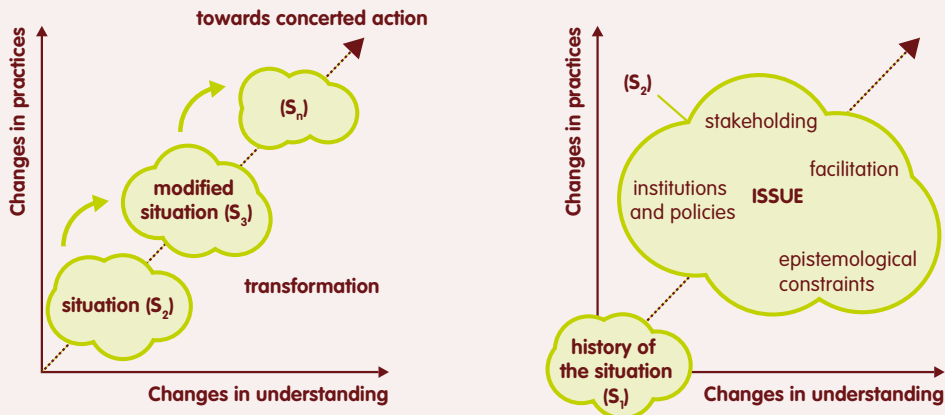 towards concerted action
Changes in practices
(Sₙ)
modified
situation (S₃)
situation (S₂)
transformation
Changes in understanding
Changes in practices
(S₂)
stakeholding
facilitation
institutions
and policies
ISSUE
epistemological
constraints
history of
the situation
(S₁)
Changes in understanding